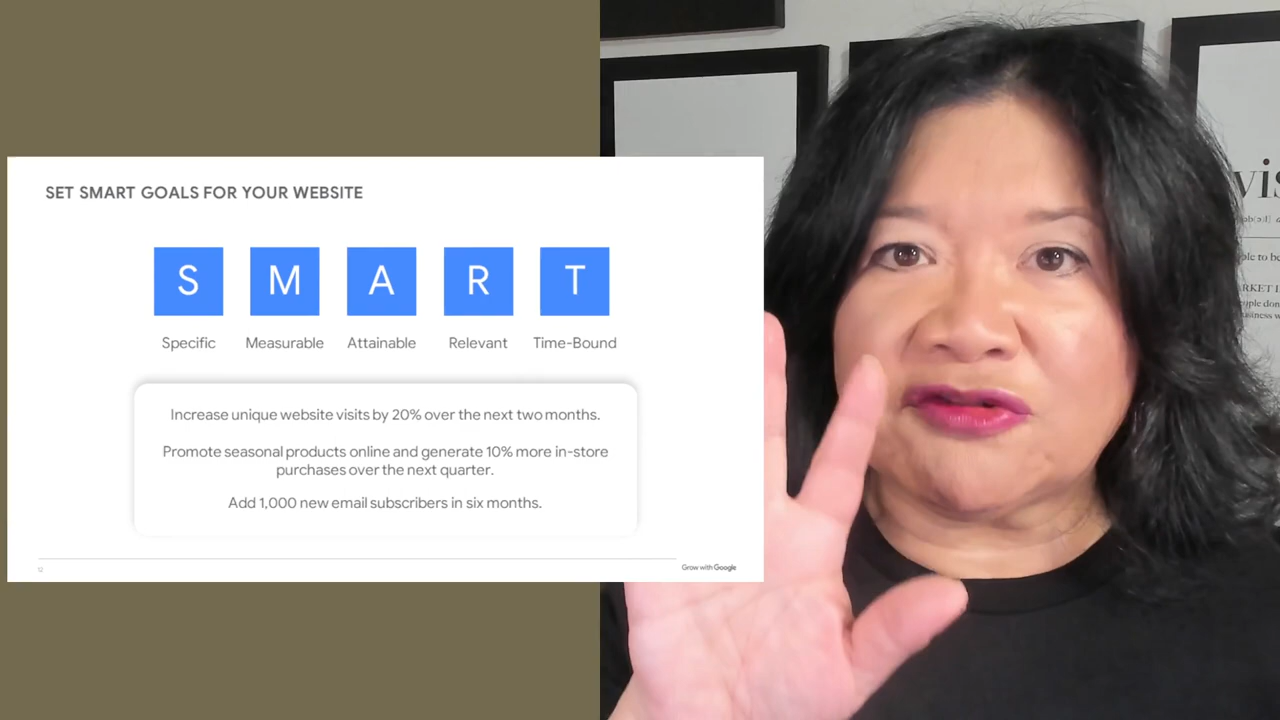 SET SMART GOALS FOR YOUR WEBSITE
S M A R T
Specific Measurable Attainable Relevant Time-Bound
Increase unique website visits by 20% over the next two months.
Promote seasonal products online and generate 10% more in-store
purchases over the next quarter.
Add 1,000 new email subscribers in six months.
12
Grow with Google